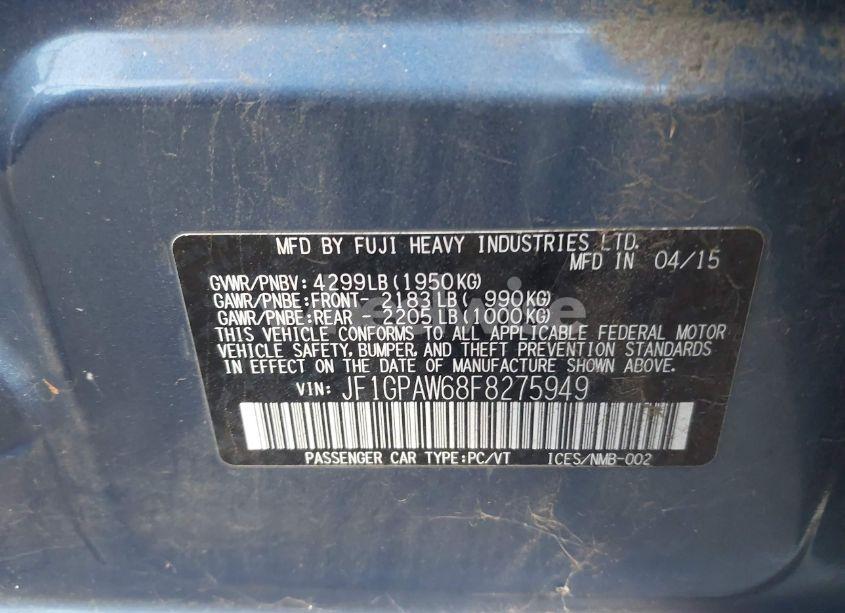 MFD BY FUJI HEAVY INDUSTRIES LTD.
MFD IN 04/15
GVWR/PNBV: 4299LB(1950KG)
GAWR/PNBE:FRONT- 2183LB( 990KG)
GAWR/PNBE:REAR - 2205LB(1000KG)
THIS VEHICLE CONFORMS TO ALL APPLICABLE FEDERAL MOTOR
VEHICLE SAFETY, BUMPER, AND THEFT PREVENTION STANDARDS
IN EFFECT ON THE DATE OF MANUFACTURE SHOWN ABOVE.
VIN: JF1GPAW68F8275949
PASSENGER CAR TYPE:PC/VT ICES/NMB-002